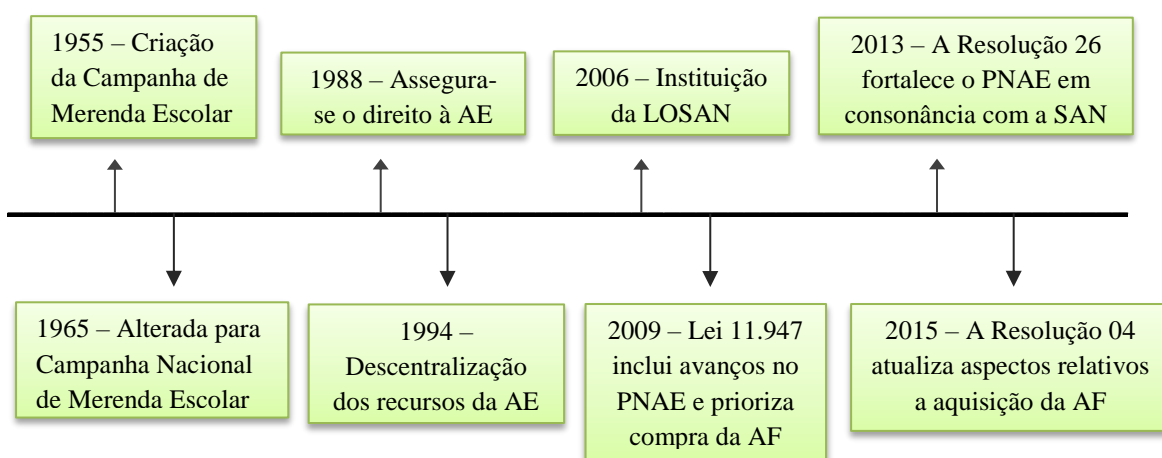 1955 – Criação
da Campanha de
Merenda Escolar
1988 – Assegura-
se o direito à AE
2006 – Instituição
da LOSAN
2013 – A Resolução 26
fortalece o PNAE em
consonância com a SAN
1965 – Alterada para
Campanha Nacional
de Merenda Escolar
1994 –
Descentralização
dos recursos da AE
2009 – Lei 11.947
inclui avanços no
PNAE e prioriza
compra da AF
2015 – A Resolução 04
atualiza aspectos relativos
a aquisição da AF